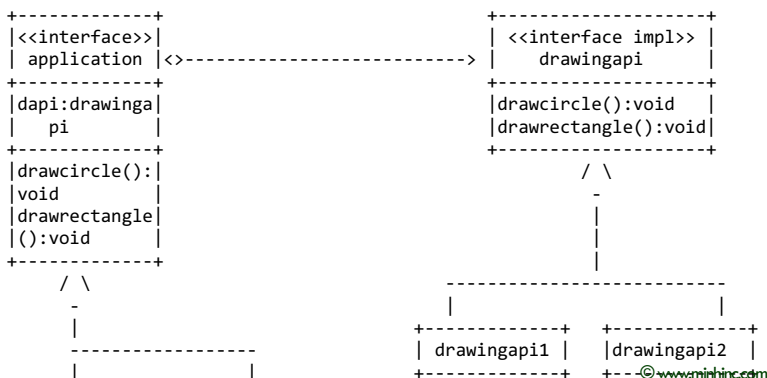 <<interface>>
application
dapi:drawinga
pi
drawcircle():
void
drawrectangle
():void
<<interface impl>>
drawingapi
drawcircle():void
drawrectangle():void
drawingapi1
drawingapi2
© www.minhinc.com